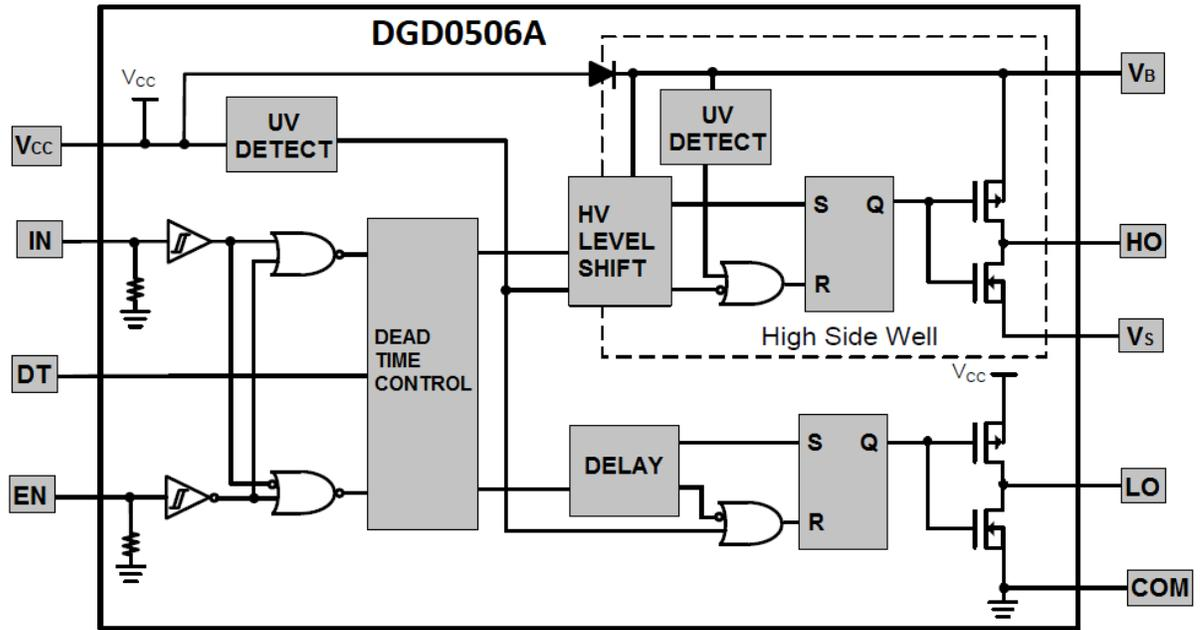 DGD0506A
VCC
VCC
UV
DETECT
UV
DETECT
VB
IN
HV
LEVEL
SHIFT
S
Q
R
HO
High Side Well
VS
DT
DEAD
TIME
CONTROL
VCC
EN
DELAY
S
Q
R
LO
COM